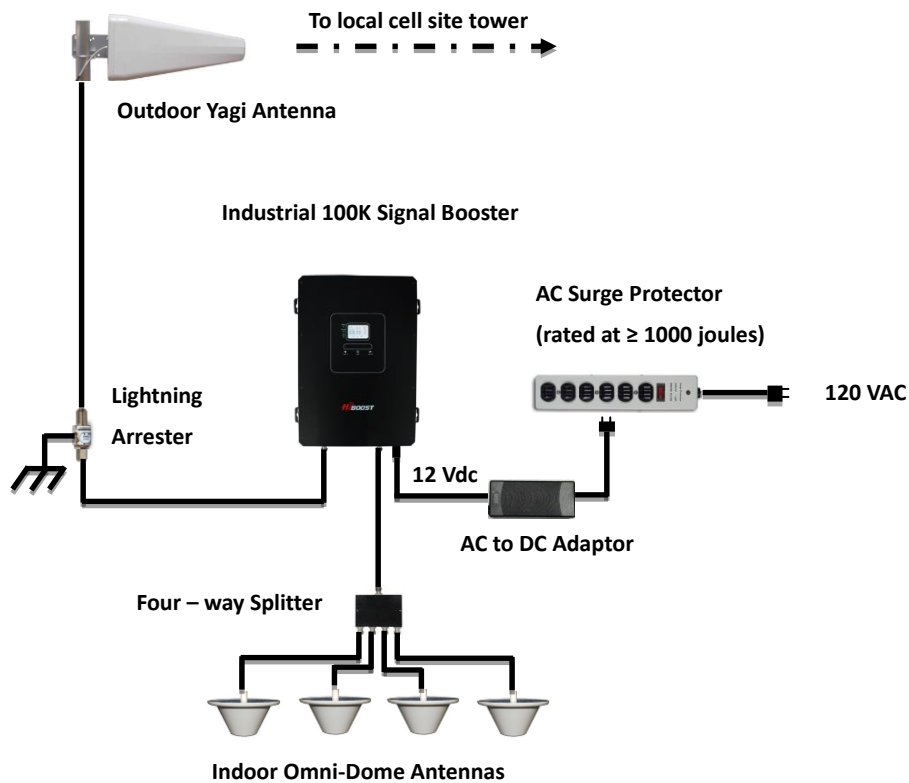 To local cell site tower
Outdoor Yagi Antenna
Industrial 100K Signal Booster
AC Surge Protector
(rated at ≥ 1000 joules)
120 VAC
Lightning
Arrester
HiBOOST
12 Vdc
AC to DC Adaptor
Four – way Splitter
Indoor Omni-Dome Antennas